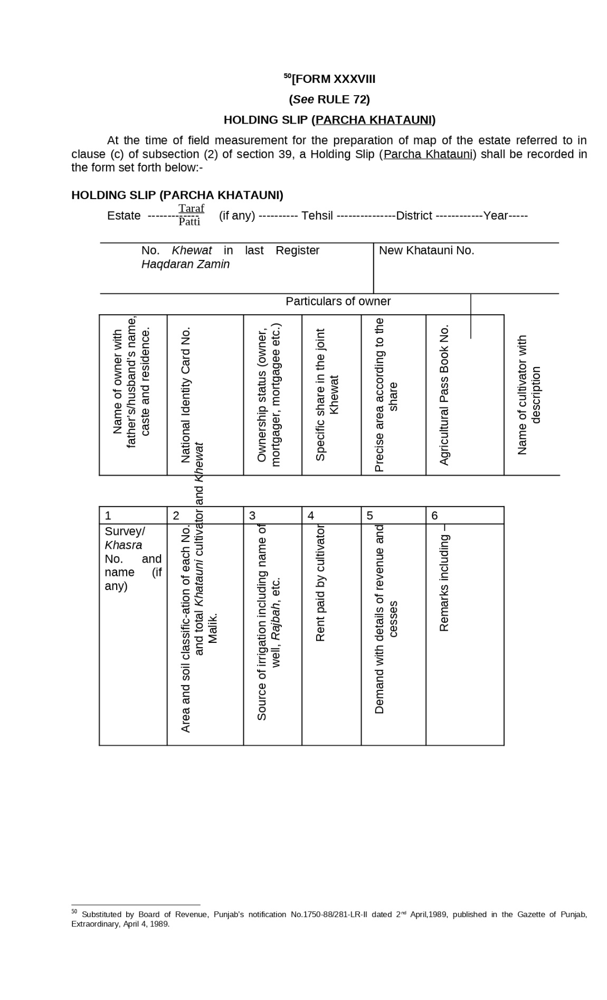 50[FORM XXXVIII
(See RULE 72)
HOLDING SLIP (PARCHA KHATAUNI)
At the time of field measurement for the preparation of map of the estate referred to in
clause (c) of subsection (2) of section 39, a Holding Slip (Parcha Khatauni) shall be recorded in
the form set forth below:-
HOLDING SLIP (PARCHA KHATAUNI)
Taraf
Estate ------------- (if any) ---------- Tehsil ---------------District ------------Year-----
Patti
No. Khewat in last Register
Haqdaran Zamin
New Khatauni No.
Particulars of owner
Name of owner with
father's/husband's name,
caste and residence.
National Identity Card No.
Ownership status (owner,
mortgager, mortgagee etc.)
Specific share in the joint
Khewat
Precise area according to the
share
Agricultural Pass Book No.
Name of cultivator with
description
1 2 3 4 5 6
Survey/
Khasra
No. and
name (if
any)
Area and soil classific-ation of each No.
and total Khatauni cultivator and Khewat
Malik.
Source of irrigation including name of
well, Rajbah, etc.
Rent paid by cultivator
Demand with details of revenue and
cesses
Remarks including –
50 Substituted by Board of Revenue, Punjab's notification No.1750-88/281-LR-II dated 2nd April,1989, published in the Gazette of Punjab,
Extraordinary, April 4, 1989.